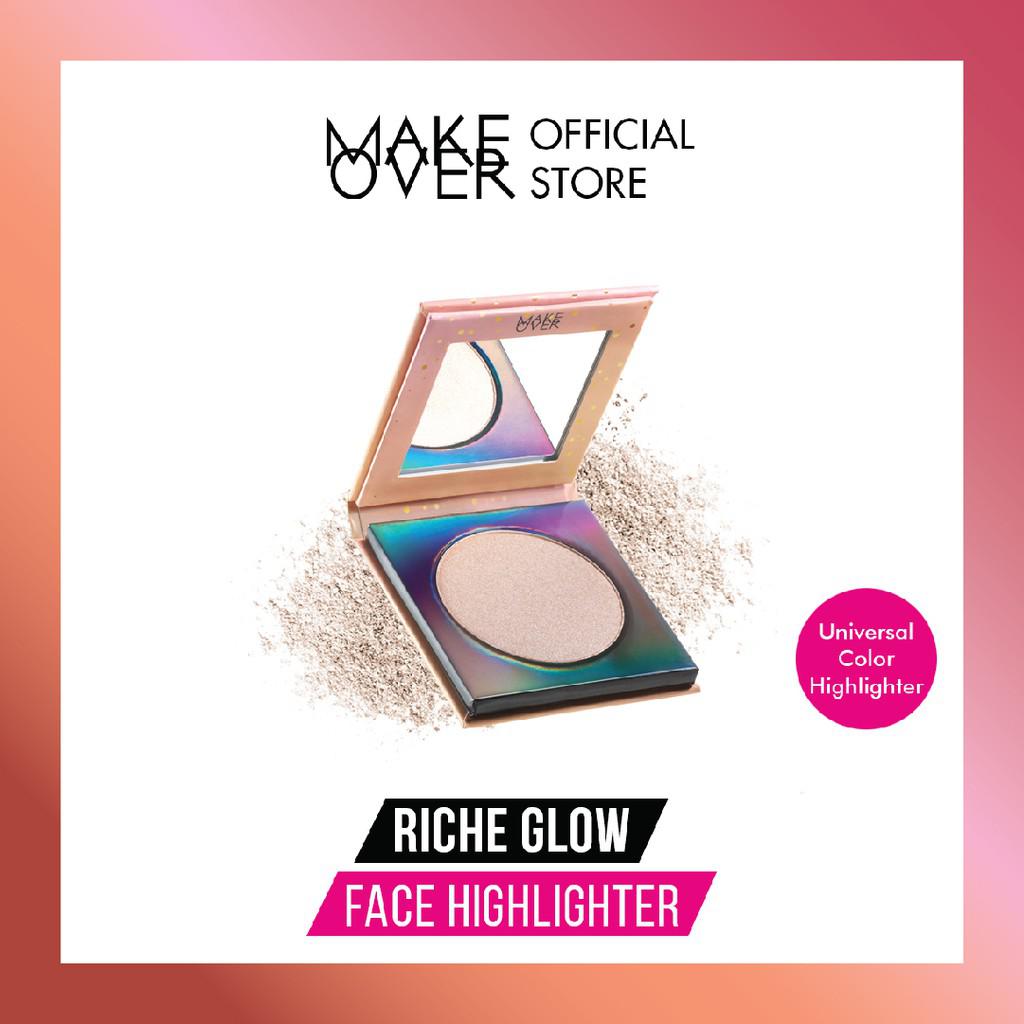 MAKE OFFICIAL
OVER STORE
MAKE
OVER
Universal
Color
Highlighter
RICHE GLOW
FACE HIGHLIGHTER